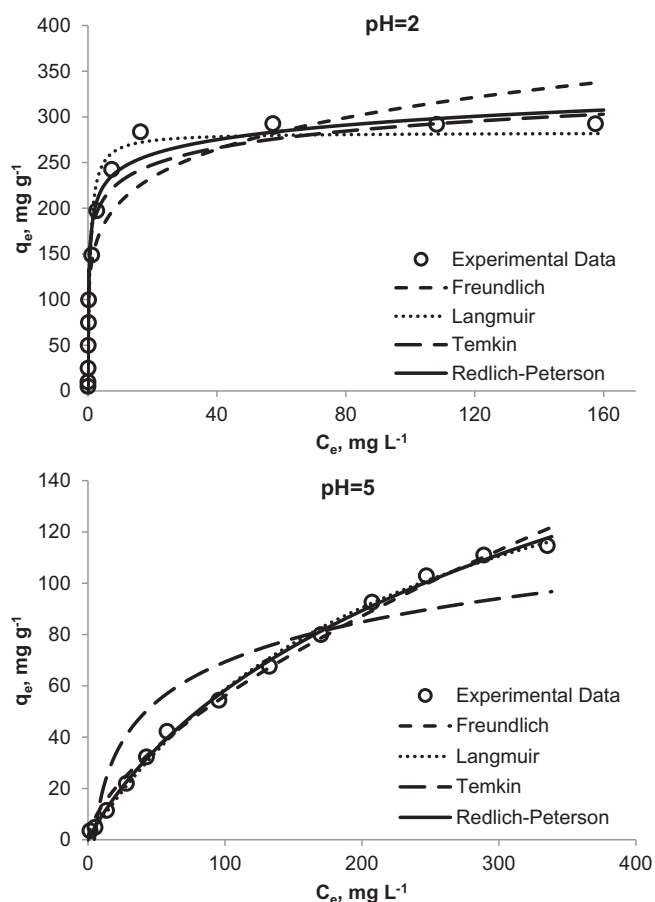 pH=2
400
350
300
250
200
150
100
50
0
qe, mg g-1
Experimental Data
Freundlich
Langmuir
Temkin
Redlich-Peterson
0 40 80 120 160
Ce, mg L-1
pH=5
140
120
100
80
60
40
20
0
qe, mg g-1
Experimental Data
Freundlich
Langmuir
Temkin
Redlich-Peterson
0 100 200 300 400
Ce, mg L-1